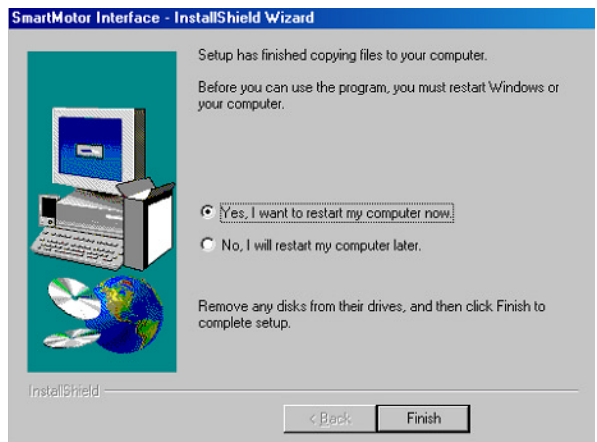 SmartMotor Interface - InstallShield Wizard
Setup has finished copying files to your computer.
Before you can use the program, you must restart Windows or
your computer.
Yes, I want to restart my computer now.
No, I will restart my computer later.
Remove any disks from their drives, and then click Finish to
complete setup.
InstallShield
< Back
Finish